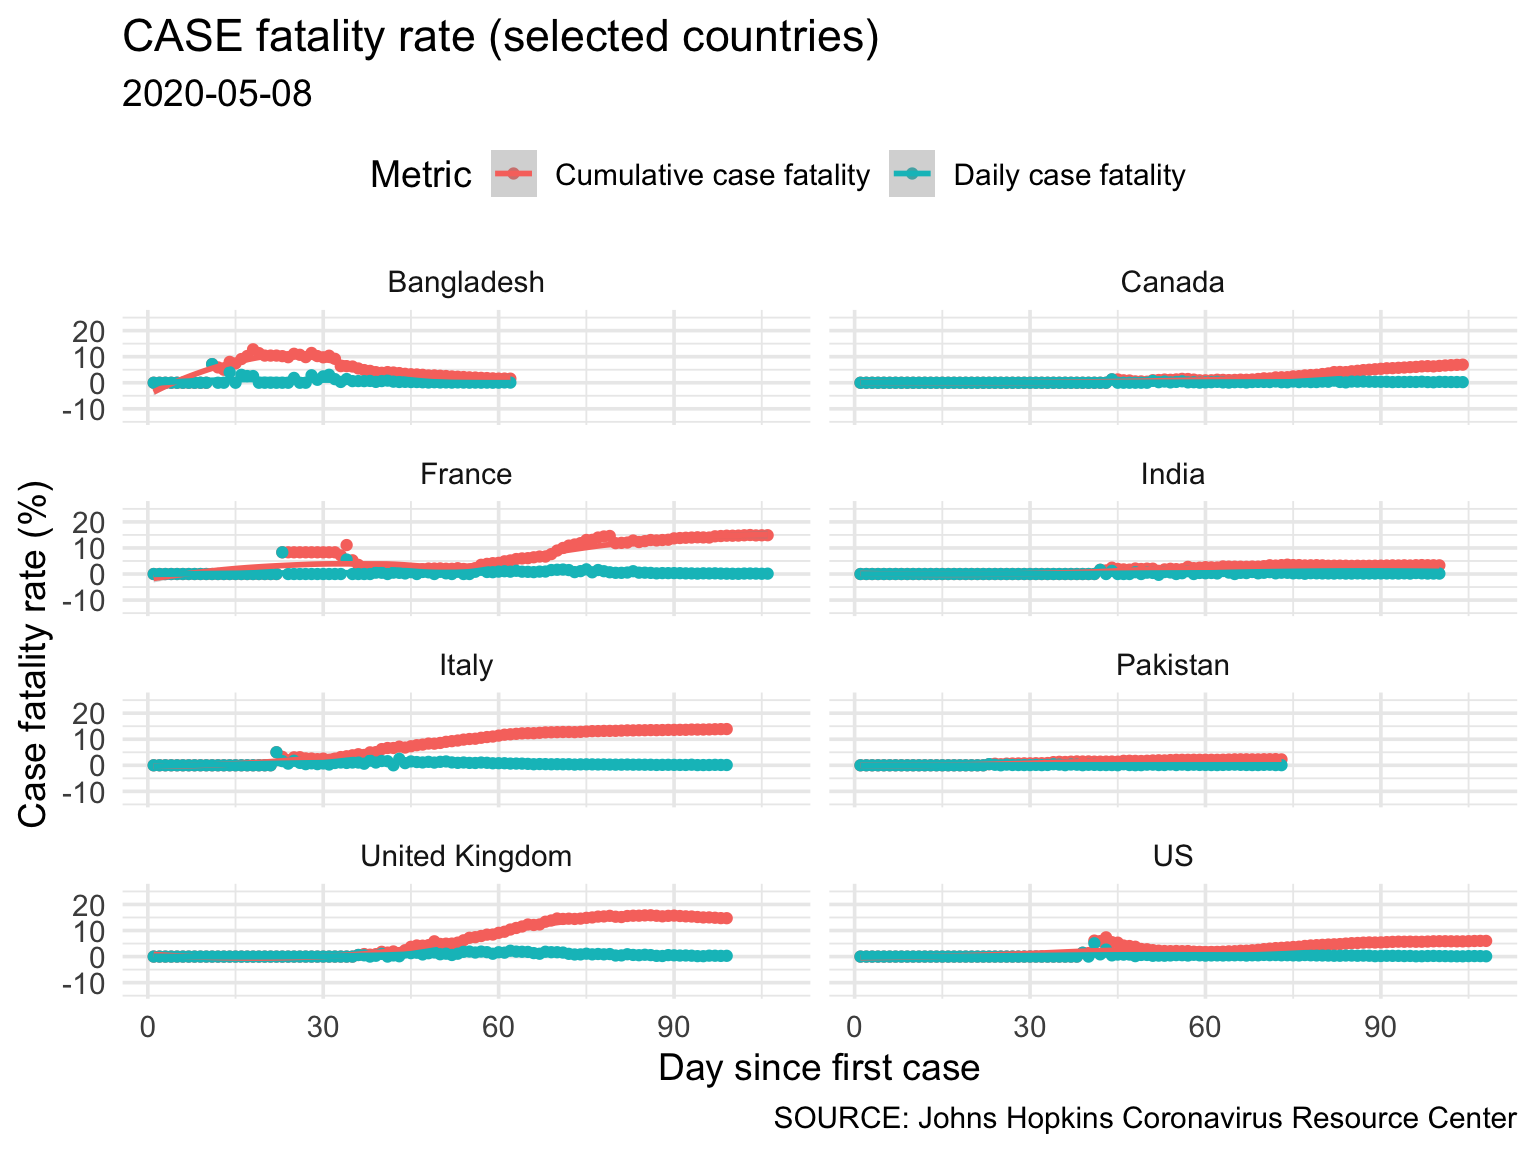 CASE fatality rate (selected countries)
2020-05-08
Metric Cumulative case fatality Daily case fatality
Bangladesh Canada
20
10
0
-10
France India
20
10
0
-10
Italy Pakistan
20
10
0
-10
United Kingdom US
20
10
0
-10
Case fatality rate (%)
0 30 60 90 0 30 60 90
Day since first case
SOURCE: Johns Hopkins Coronavirus Resource Center